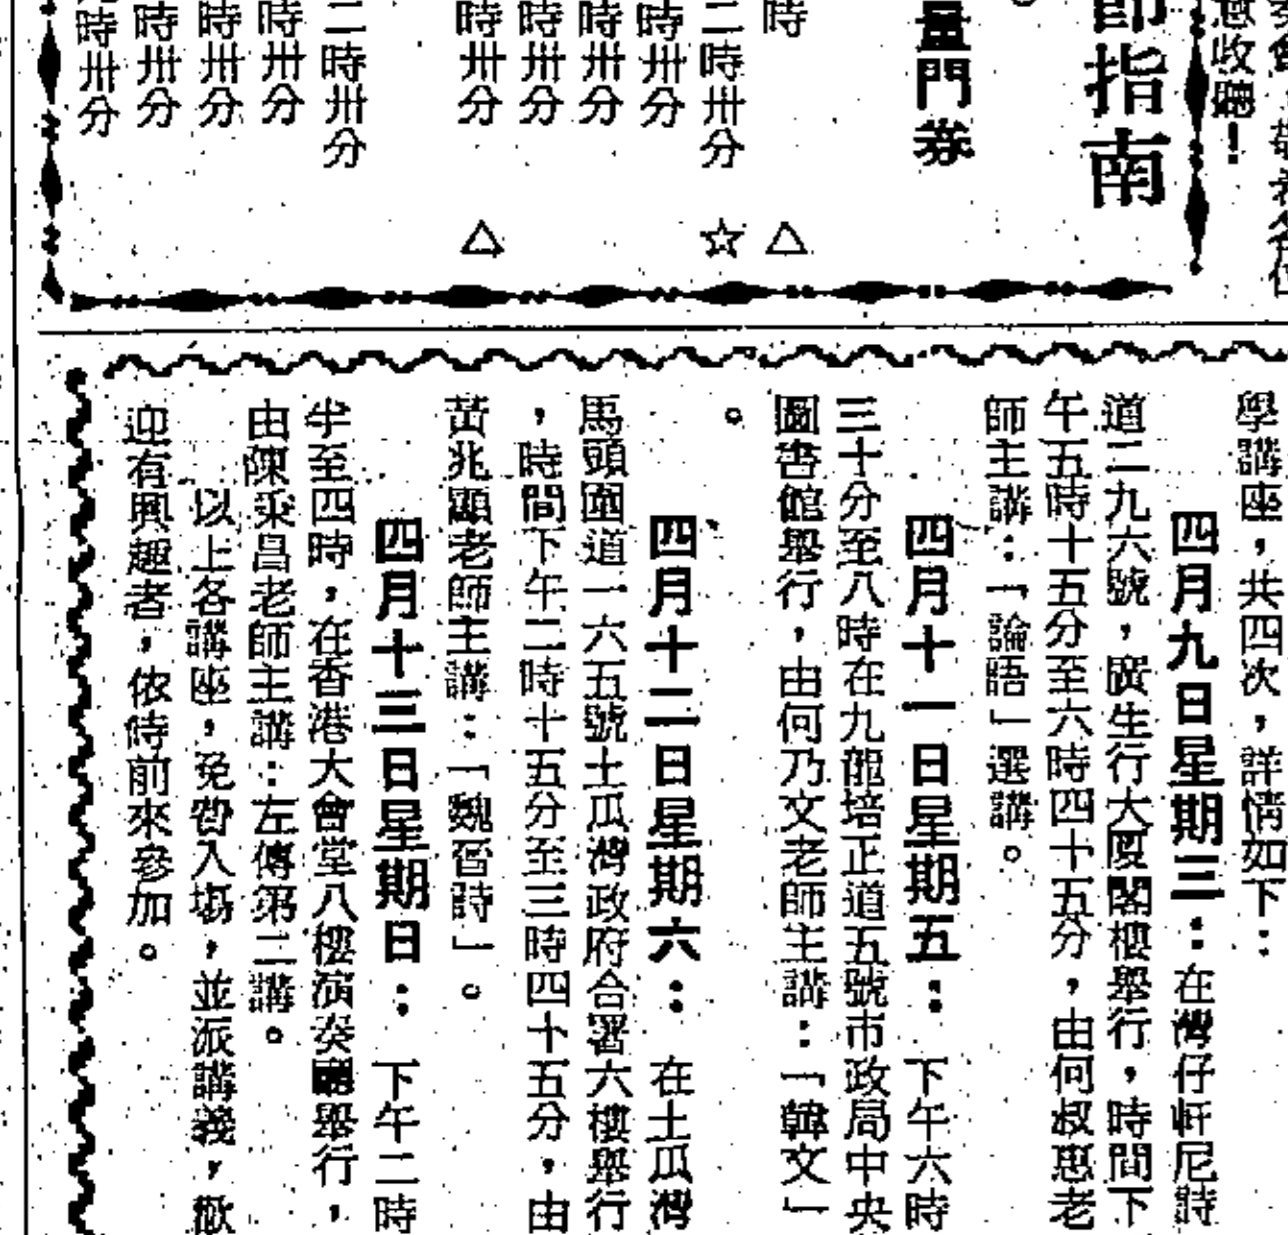 意收聽！
師指南
量門券
時
二時卅分
時卅分
時卅分
時卅分
時卅分
二時卅分
時卅分
時卅分
時卅分
時卅分
☆△
△
學講座，共四次，詳情如下：
四月九日星期三：在灣仔軒尼詩
道二九六號，廣生行大厦閣樓舉行，時間下
午五時十五分至六時四十五分，由何叔惠老
師主講：「論語」選講。
四月十一日星期五：下午六時
三十分至八時在九龍培正道五號市政局中央
圖書館舉行，由何乃文老師主講：「韓文」
。
四月十二日星期六：在土瓜灣
馬頭圍道一六五號土瓜灣政府合署六樓舉行
，時間下午二時十五分至三時四十五分，由
黃兆顯老師主講：「魏晋詩」。
四月十三日星期日：下午二時
半至四時，在香港大會堂八樓演奏廳舉行，
由陳秉昌老師主講：左傳第二講。
以上各講座，免費入場，並派講義，歡
迎有興趣者，依時前來參加。